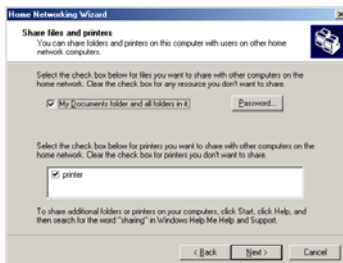 Home Networking Wizard
Share files and printers
You can share folders and printers on this computer with users on other home
network computers.
Select the check box below for files you want to share with other computers on the
home network. Clear the check box for any resource you don't want to share.
My Documents folder and all folders in it
Password...
Select the check box below for printers you want to share with other computers on the
home network. Clear the check box for printers you don't want to share.
printer
To share additional folders or printers on your computers, click Start, click Help, and
then search for the word "sharing" in Windows Help Me Help and Support.
< Back
Next >
Cancel